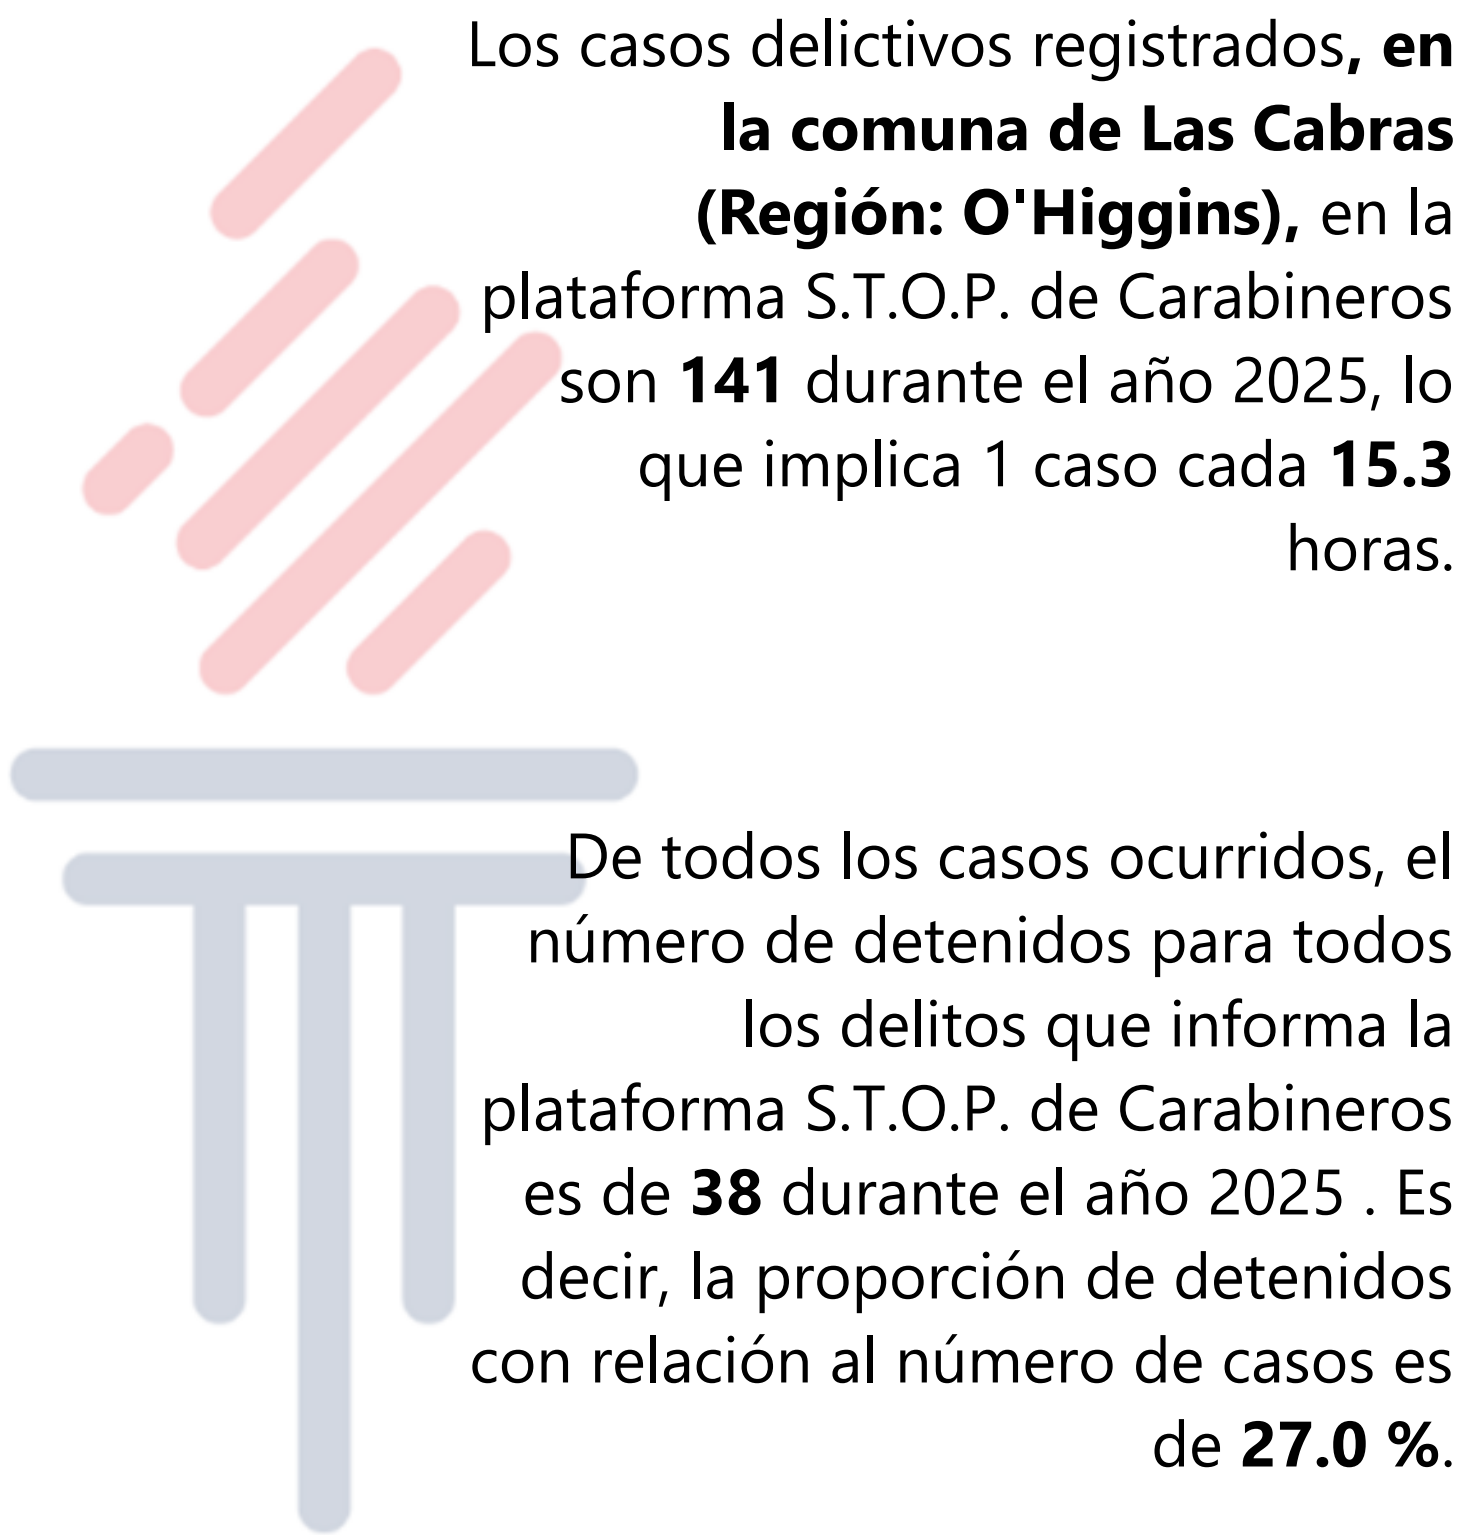 Los casos delictivos registrados, en
la comuna de Las Cabras
(Región: O'Higgins), en la
plataforma S.T.O.P. de Carabineros
son 141 durante el año 2025, lo
que implica 1 caso cada 15.3
horas.
De todos los casos ocurridos, el
número de detenidos para todos
los delitos que informa la
plataforma S.T.O.P. de Carabineros
es de 38 durante el año 2025 . Es
decir, la proporción de detenidos
con relación al número de casos es
de 27.0 %.